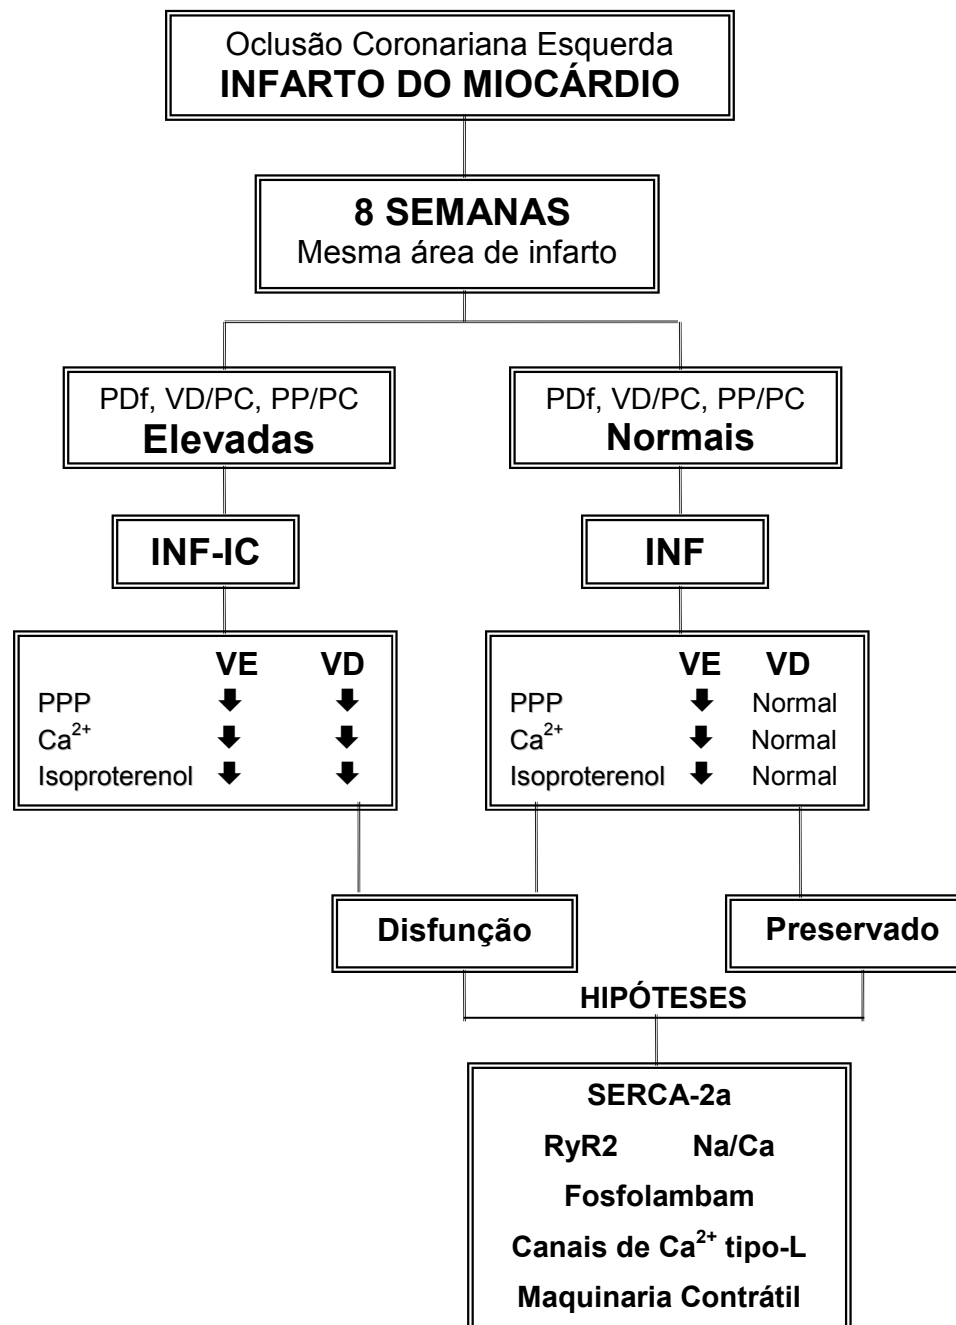 Oclusão Coronariana Esquerda
INFARTO DO MIOCÁRDIO
8 SEMANAS
Mesma área de infarto
PDf, VD/PC, PP/PC
Elevadas
PDf, VD/PC, PP/PC
Normais
INF-IC
INF
VE VD
PPP
Ca²⁺
Isoproterenol
VE VD
PPP Normal
Ca²⁺ Normal
Isoproterenol Normal
Disfunção
Preservado
HIPÓTESES
SERCA-2a
RyR2 Na/Ca
Fosfolambam
Canais de Ca²⁺ tipo-L
Maquinaria Contrátil